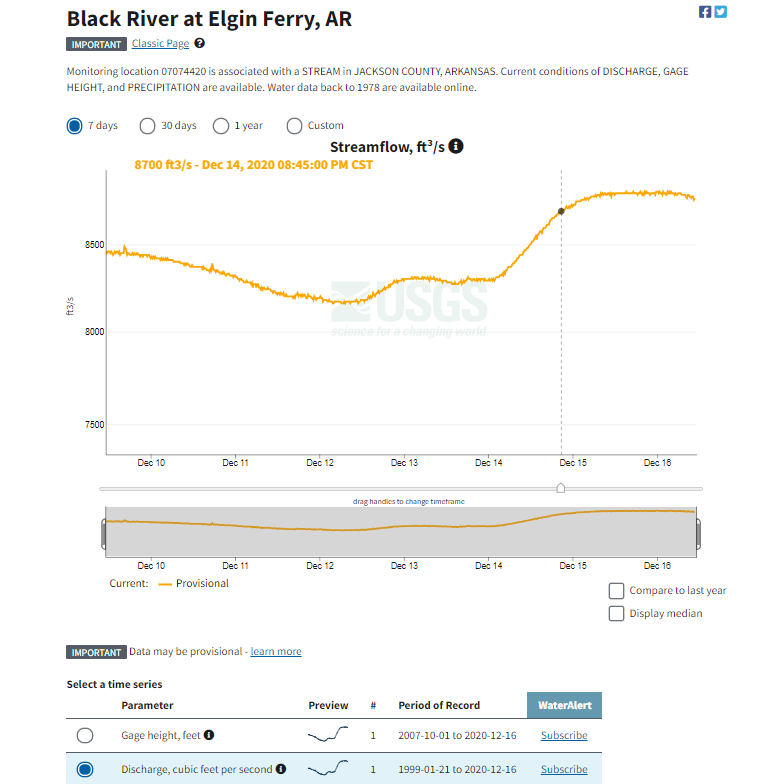 Black River at Elgin Ferry, AR
IMPORTANT Classic Page ?
Monitoring location 07074420 is associated with a STREAM in JACKSON COUNTY, ARKANSAS. Current conditions of DISCHARGE, GAGE
HEIGHT, and PRECIPITATION are available. Water data back to 1978 are available online.
7 days 30 days 1 year Custom
Streamflow, ft³/s i
8700 ft3/s - Dec 14, 2020 08:45:00 PM CST
8500
8000
7500
ft3/s
USGS
science for a changing world
Dec 10 Dec 11 Dec 12 Dec 13 Dec 14 Dec 15 Dec 16
drag handles to change timeframe
Dec 10 Dec 11 Dec 12 Dec 13 Dec 14 Dec 15 Dec 16
Current: Provisional
Compare to last year
Display median
IMPORTANT Data may be provisional - learn more
Select a time series
Parameter Preview # Period of Record WaterAlert
Gage height, feet i 1 2007-10-01 to 2020-12-16 Subscribe
Discharge, cubic feet per second i 1 1999-01-21 to 2020-12-16 Subscribe